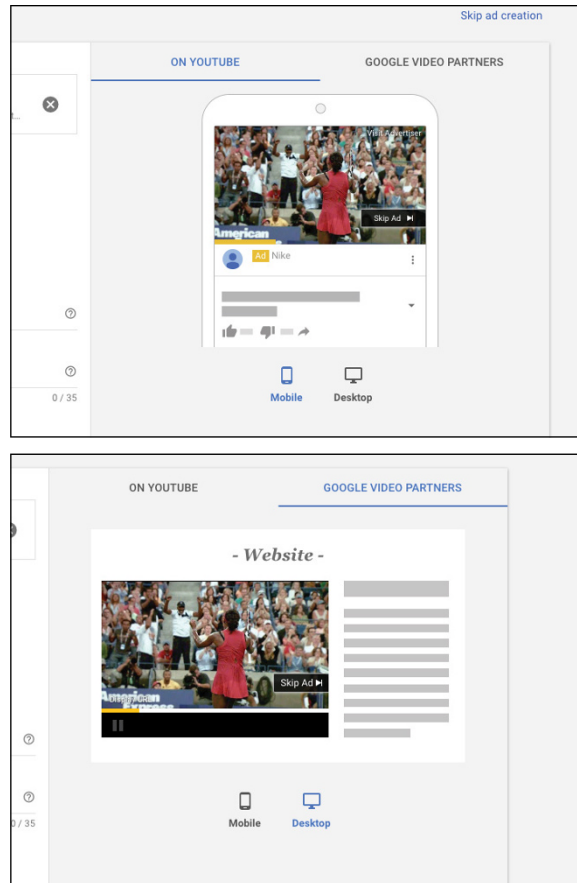 Skip ad creation
ON YOUTUBE GOOGLE VIDEO PARTNERS
t...
Visit Advertiser
Skip Ad
American
Ad Nike
0 / 35
Mobile Desktop
ON YOUTUBE GOOGLE VIDEO PARTNERS
- Website -
Skip Ad
American
Express
0 / 35
Mobile Desktop